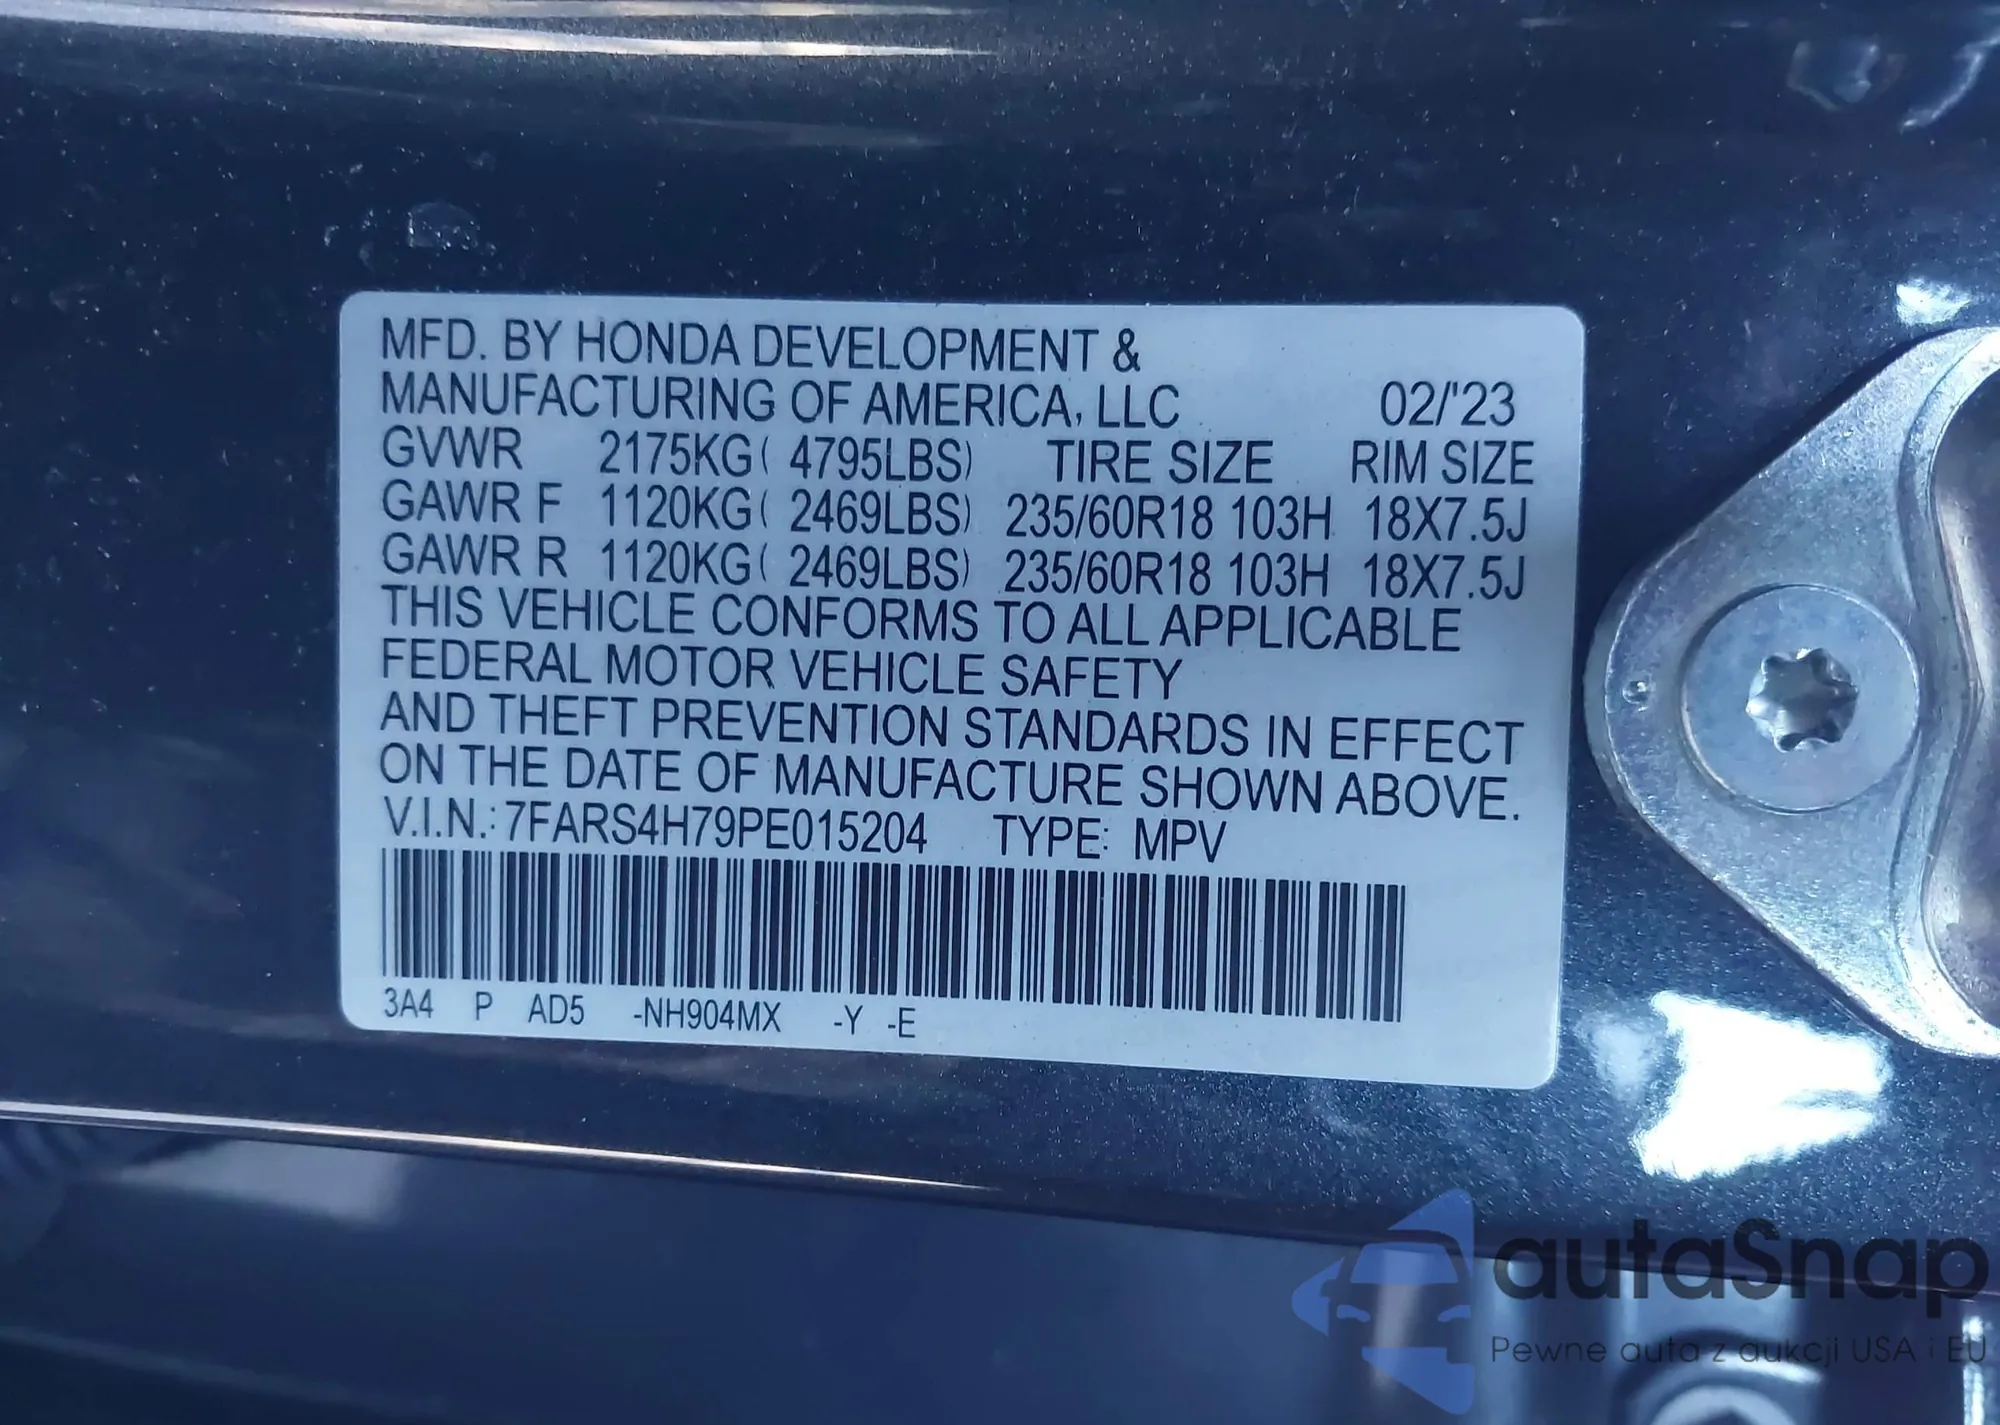 MFD. BY HONDA DEVELOPMENT &
MANUFACTURING OF AMERICA, LLC 02/'23
GVWR 2175KG( 4795LBS) TIRE SIZE RIM SIZE
GAWR F 1120KG( 2469LBS) 235/60R18 103H 18X7.5J
GAWR R 1120KG( 2469LBS) 235/60R18 103H 18X7.5J
THIS VEHICLE CONFORMS TO ALL APPLICABLE
FEDERAL MOTOR VEHICLE SAFETY
AND THEFT PREVENTION STANDARDS IN EFFECT
ON THE DATE OF MANUFACTURE SHOWN ABOVE.
V.I.N.: 7FARS4H79PE015204 TYPE: MPV
3A4 P AD5 -NH904MX -Y -E
autaSnap
Pewne auta z aukcji USA i EU